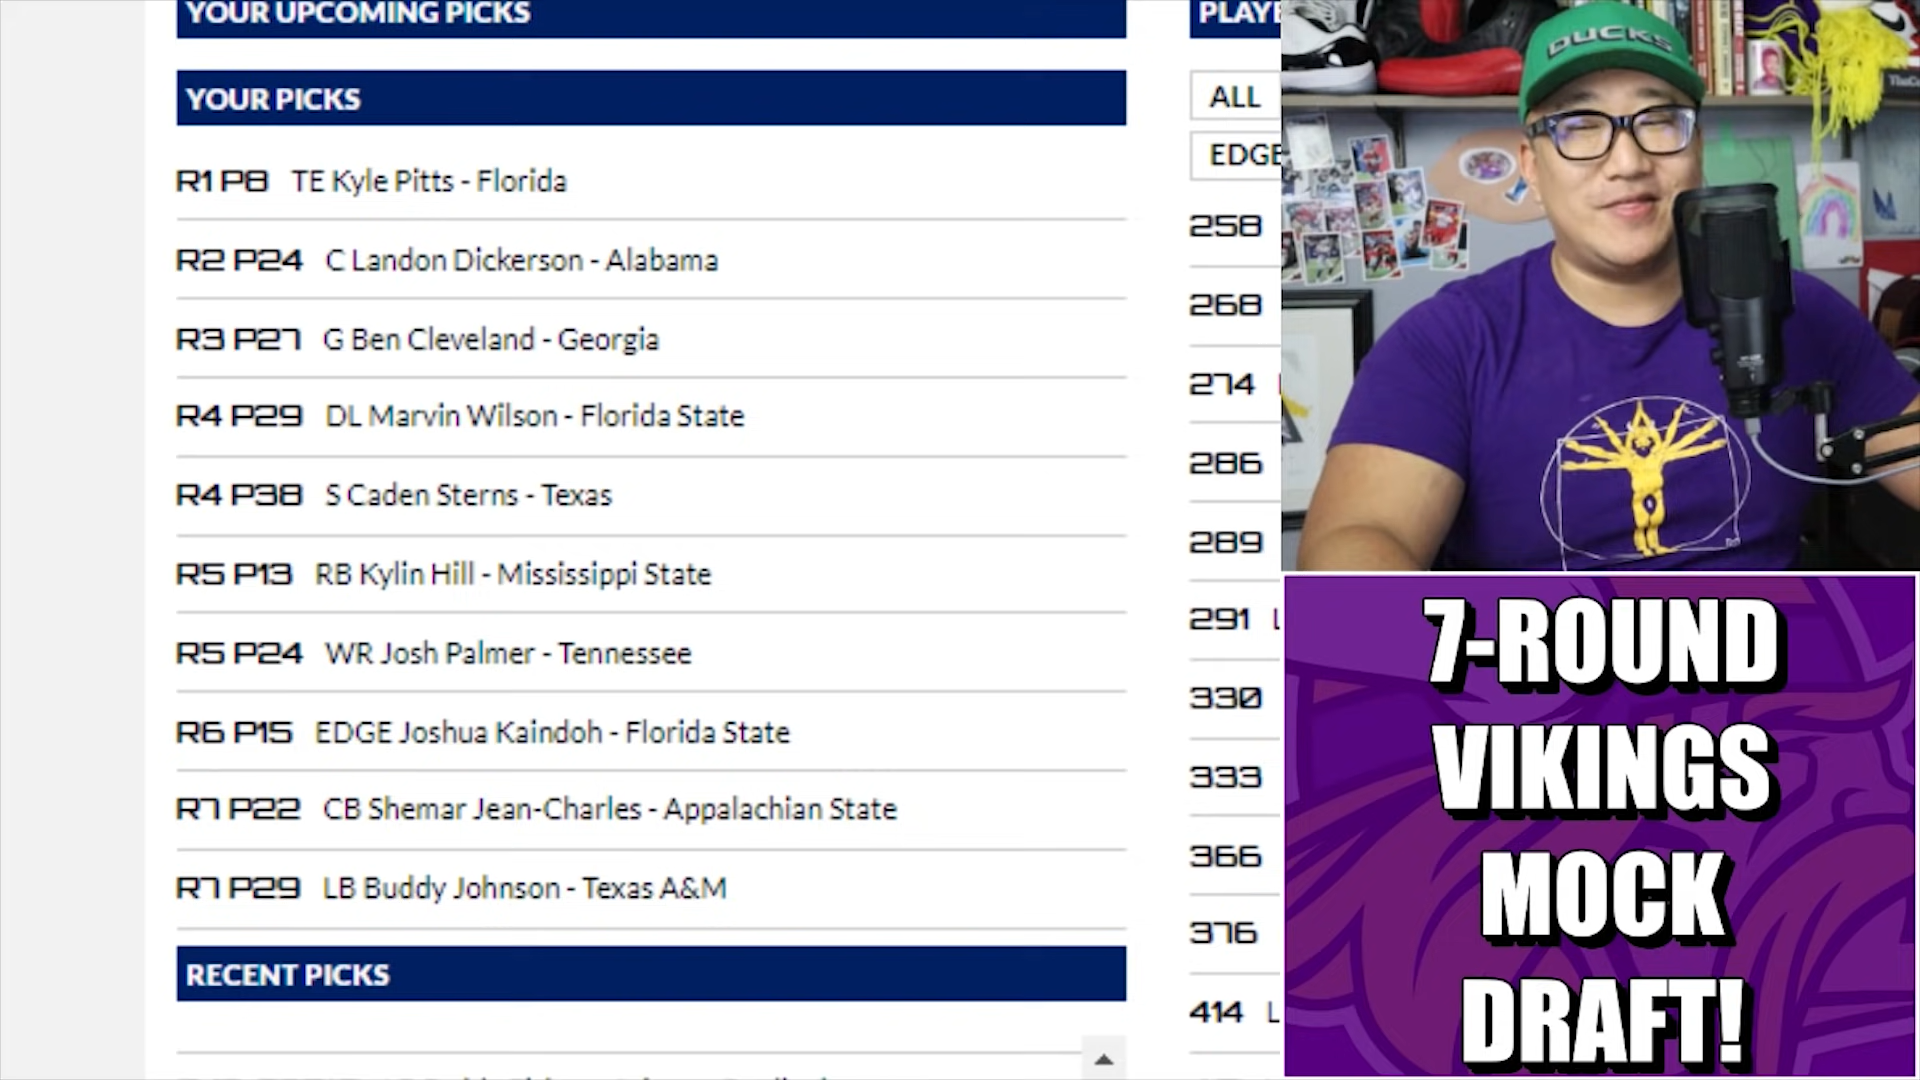 YOUR UPCOMING PICKS
YOUR PICKS
R1 P8 TE Kyle Pitts - Florida
R2 P24 C Landon Dickerson - Alabama
R3 P27 G Ben Cleveland - Georgia
R4 P29 DL Marvin Wilson - Florida State
R4 P38 S Caden Sterns - Texas
R5 P13 RB Kylin Hill - Mississippi State
R5 P24 WR Josh Palmer - Tennessee
R6 P15 EDGE Joshua Kaindoh - Florida State
R7 P22 CB Shemar Jean-Charles - Appalachian State
R7 P29 LB Buddy Johnson - Texas A&M
RECENT PICKS
ALL
EDGE
258
268
274
286
289
291
330
333
366
376
414
DUCKS
7-ROUND
VIKINGS
MOCK
DRAFT!